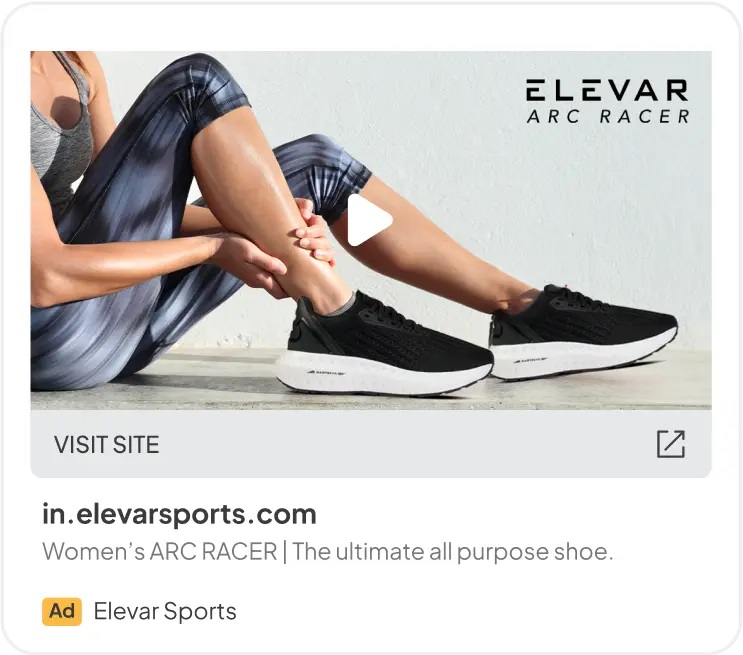 ELEVAR
ARC RACER
VISIT SITE
in.elevarsports.com
Women’s ARC RACER | The ultimate all purpose shoe.
Ad Elevar Sports